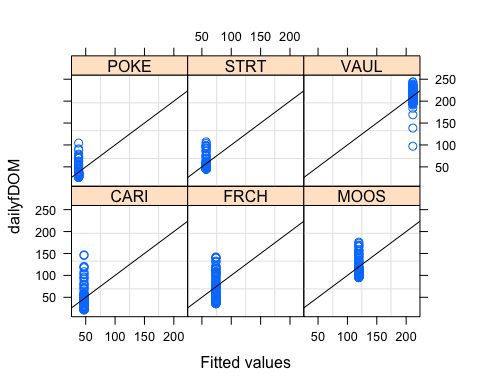 50 100 150 200
POKE STRT VAUL
250
200
150
100
50
dailyfDOM
CARI FRCH MOOS
250
200
150
100
50
50 100 150 200 50 100 150 200
Fitted values